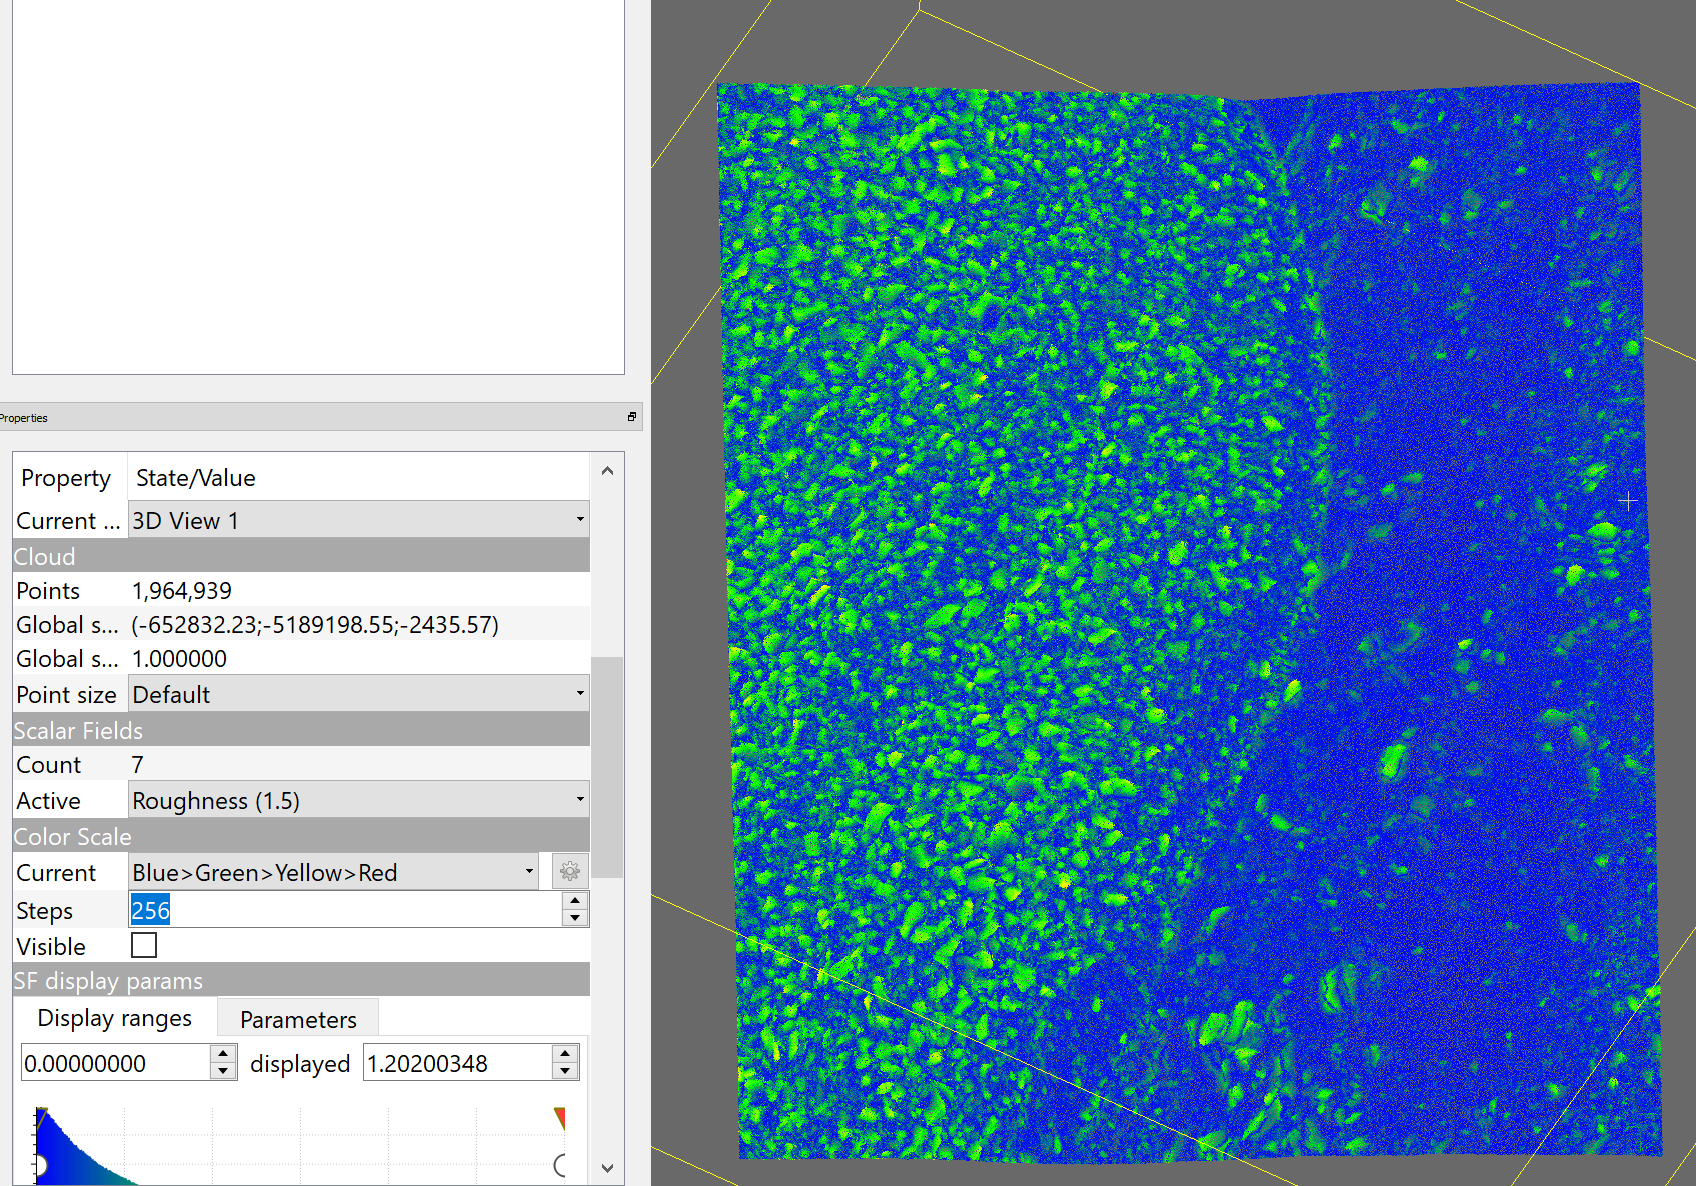 Properties
Property State/Value
Current ... 3D View 1
Cloud
Points 1,964,939
Global s... (-652832.23;-5189198.55;-2435.57)
Global s... 1.000000
Point size Default
Scalar Fields
Count 7
Active Roughness (1.5)
Color Scale
Current Blue>Green>Yellow>Red
Steps 256
Visible
SF display params
Display ranges Parameters
0.00000000 displayed 1.20200348